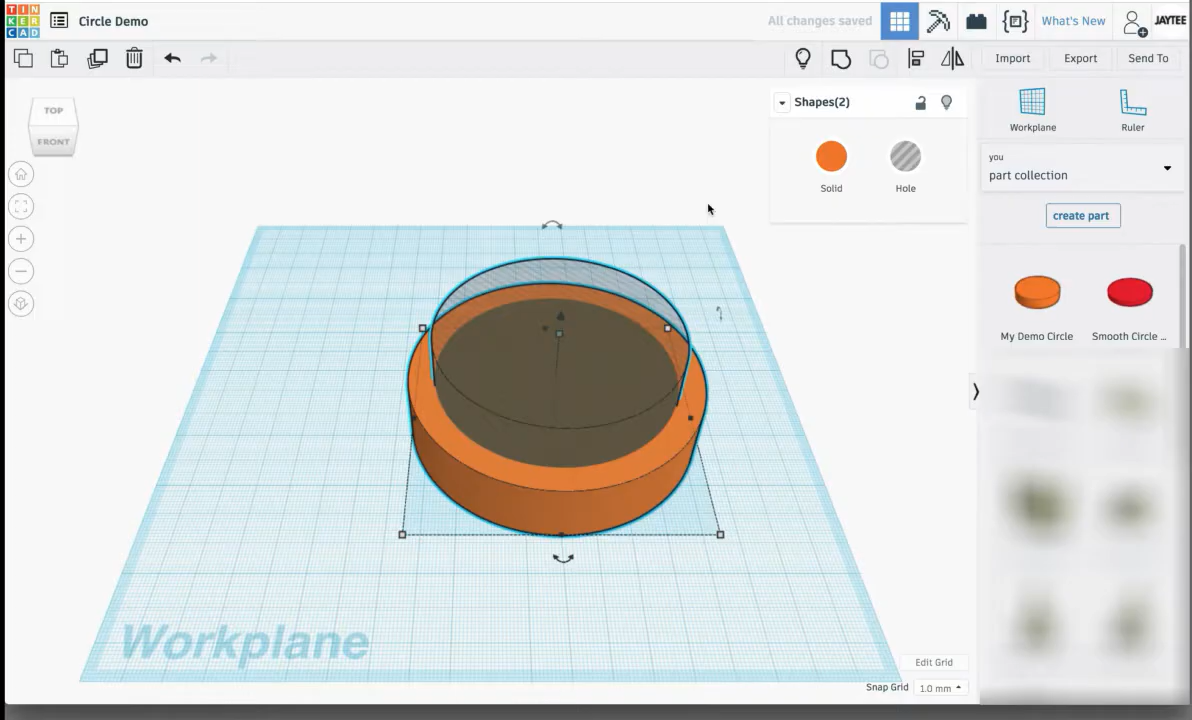 TIN
KER
CAD
Circle Demo
All changes saved
What's New
JAYTEE
Import
Export
Send To
TOP
FRONT
Shapes(2)
Solid
Hole
Workplane
Ruler
you
part collection
create part
My Demo Circle
Smooth Circle ...
Workplane
Edit Grid
Snap Grid
1.0 mm